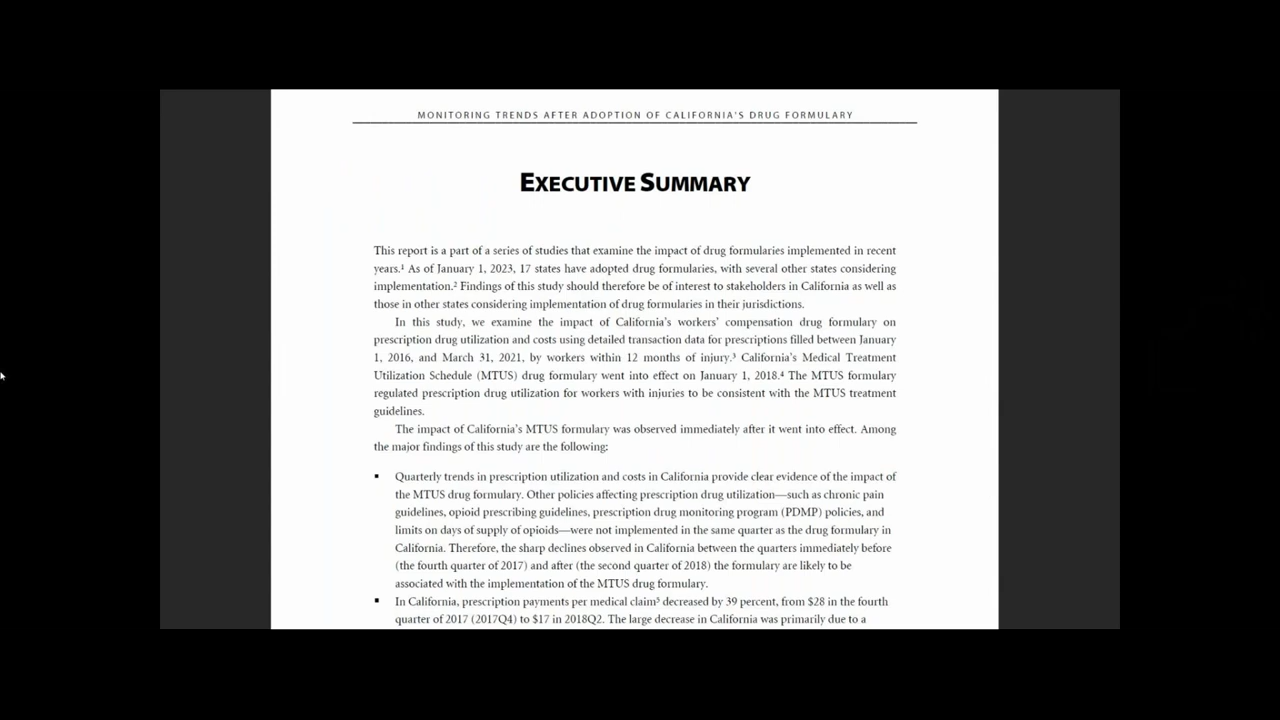 MONITORING TRENDS AFTER ADOPTION OF CALIFORNIA'S DRUG FORMULARY
EXECUTIVE SUMMARY
This report is a part of a series of studies that examine the impact of drug formularies implemented in recent
years.¹ As of January 1, 2023, 17 states have adopted drug formularies, with several other states considering
implementation.² Findings of this study should therefore be of interest to stakeholders in California as well as
those in other states considering implementation of drug formularies in their jurisdictions.
In this study, we examine the impact of California's workers' compensation drug formulary on
prescription drug utilization and costs using detailed transaction data for prescriptions filled between January
1, 2016, and March 31, 2021, by workers within 12 months of injury.³ California's Medical Treatment
Utilization Schedule (MTUS) drug formulary went into effect on January 1, 2018.⁴ The MTUS formulary
regulated prescription drug utilization for workers with injuries to be consistent with the MTUS treatment
guidelines.
The impact of California's MTUS formulary was observed immediately after it went into effect. Among
the major findings of this study are the following:
▪ Quarterly trends in prescription utilization and costs in California provide clear evidence of the impact of
the MTUS drug formulary. Other policies affecting prescription drug utilization—such as chronic pain
guidelines, opioid prescribing guidelines, prescription drug monitoring program (PDMP) policies, and
limits on days of supply of opioids—were not implemented in the same quarter as the drug formulary in
California. Therefore, the sharp declines observed in California between the quarters immediately before
(the fourth quarter of 2017) and after (the second quarter of 2018) the formulary are likely to be
associated with the implementation of the MTUS drug formulary.
▪ In California, prescription payments per medical claim⁵ decreased by 39 percent, from $28 in the fourth
quarter of 2017 (2017Q4) to $17 in 2018Q2. The large decrease in California was primarily due to a